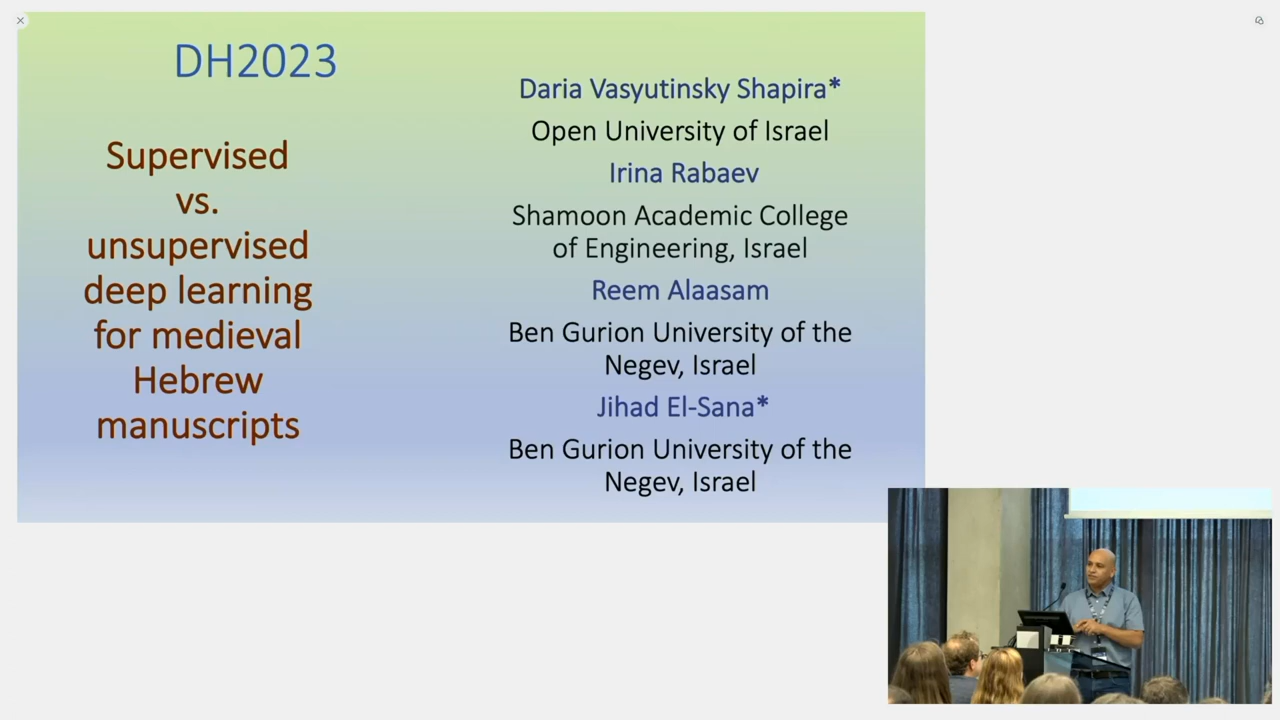 DH2023
Supervised
vs.
unsupervised
deep learning
for medieval
Hebrew
manuscripts
Daria Vasyutinsky Shapira*
Open University of Israel
Irina Rabaev
Shamoon Academic College
of Engineering, Israel
Reem Alaasam
Ben Gurion University of the
Negev, Israel
Jihad El-Sana*
Ben Gurion University of the
Negev, Israel